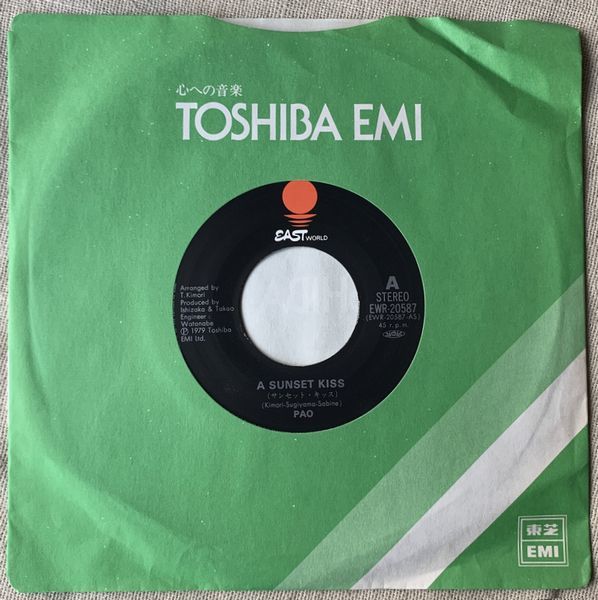 心への音楽
TOSHIBA EMI
EAST WORLD
Arranged by
T. Kimori
Produced by
Ishizaka & Takao
Engineer :
Watanabe
Ⓟ 1979 Toshiba
EMI Ltd.
A
STEREO
EWR-20587
(EWR-20587-AS)
45 r.p.m.
A SUNSET KISS
(サンセット・キッス)
(Kimori-Sugiyama-Sabine)
PAO
東芝
EMI